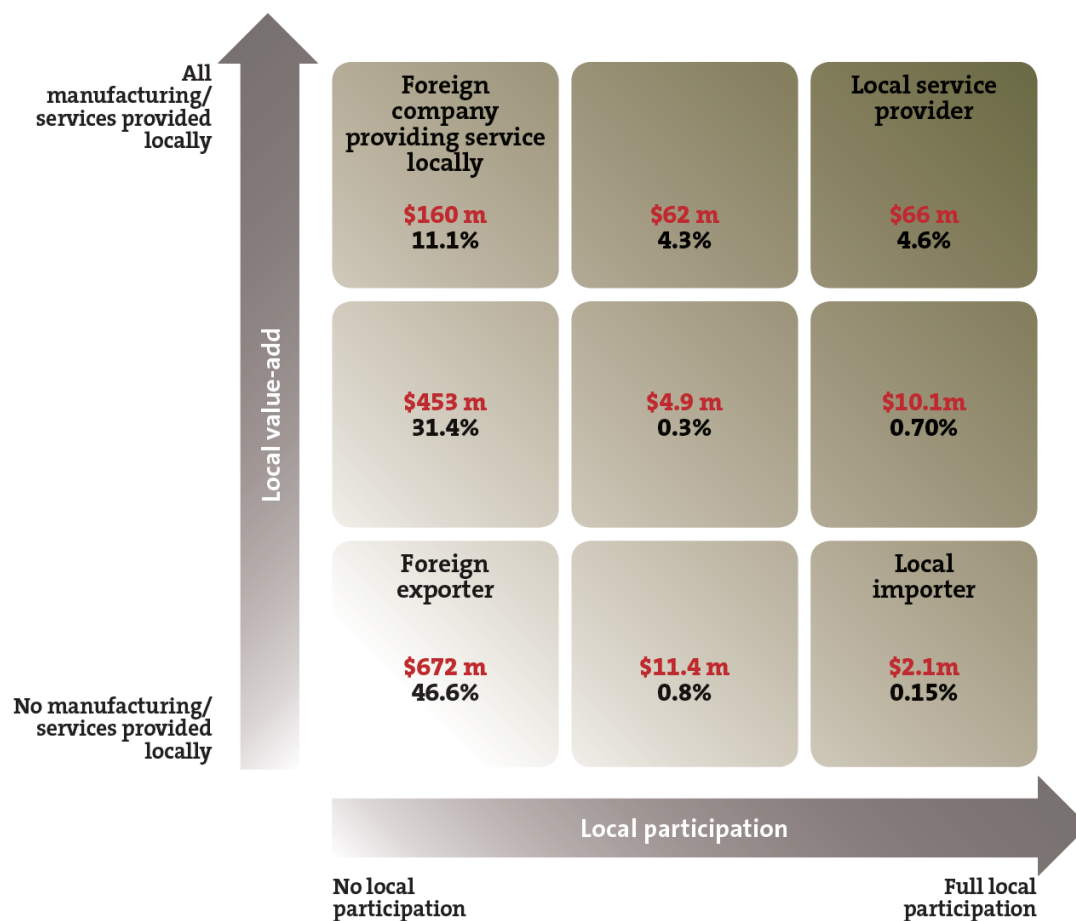 All
manufacturing/
services provided
locally
Foreign
company
providing service
locally
$160 m
11.1%
$62 m
4.3%
Local service
provider
$66 m
4.6%
Local value-add
$453 m
31.4%
$4.9 m
0.3%
$10.1m
0.70%
Foreign
exporter
$672 m
46.6%
$11.4 m
0.8%
Local
importer
$2.1m
0.15%
No manufacturing/
services provided
locally
Local participation
No local
participation
Full local
participation